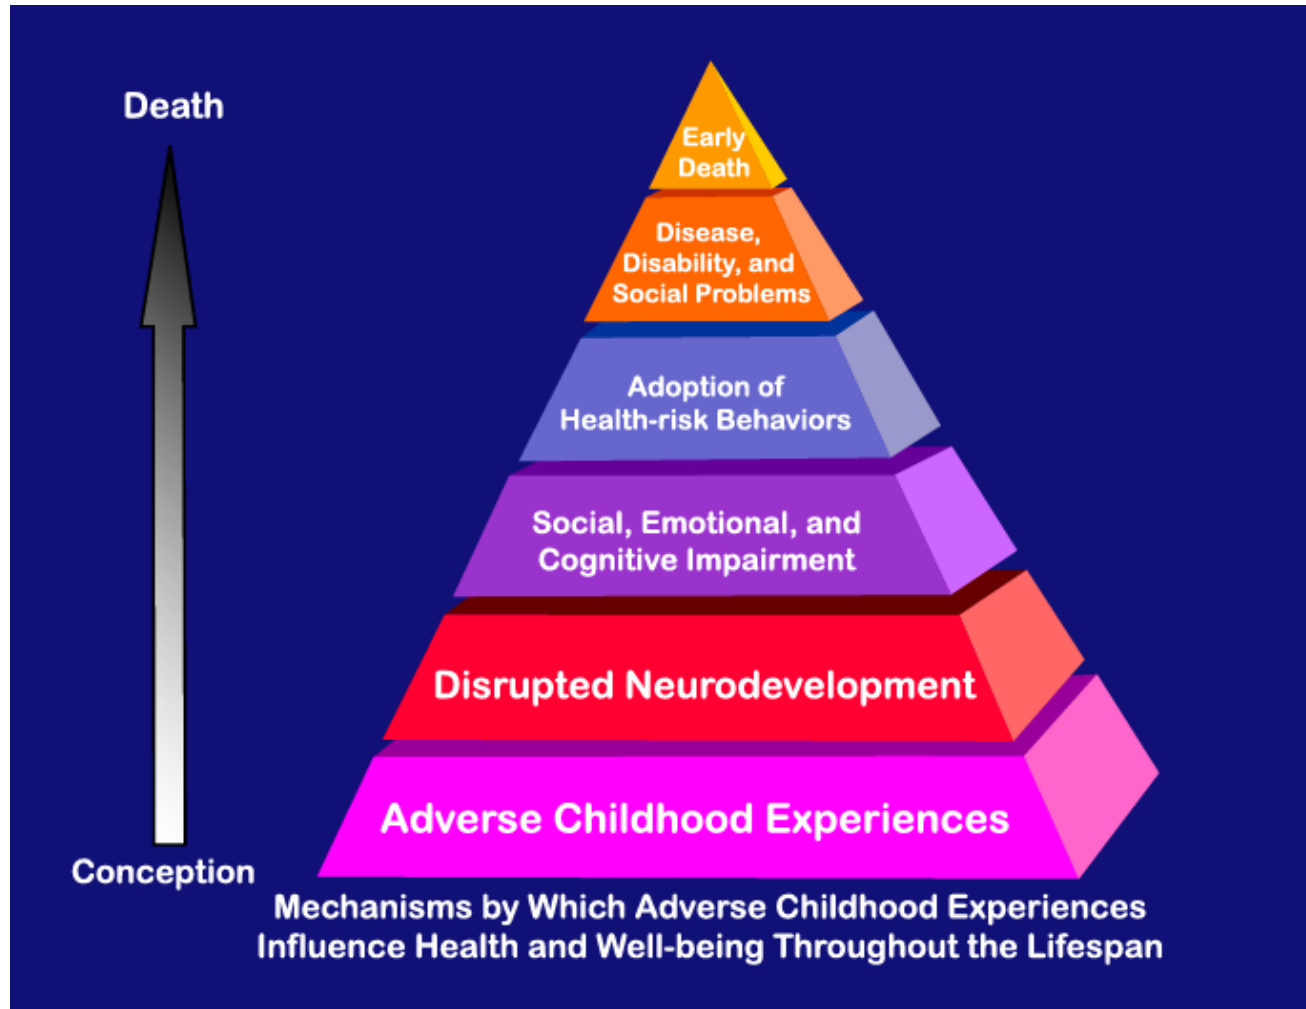 Death
Early
Death
Disease,
Disability, and
Social Problems
Adoption of
Health-risk Behaviors
Social, Emotional, and
Cognitive Impairment
Disrupted Neurodevelopment
Adverse Childhood Experiences
Conception
Mechanisms by Which Adverse Childhood Experiences
Influence Health and Well-being Throughout the Lifespan